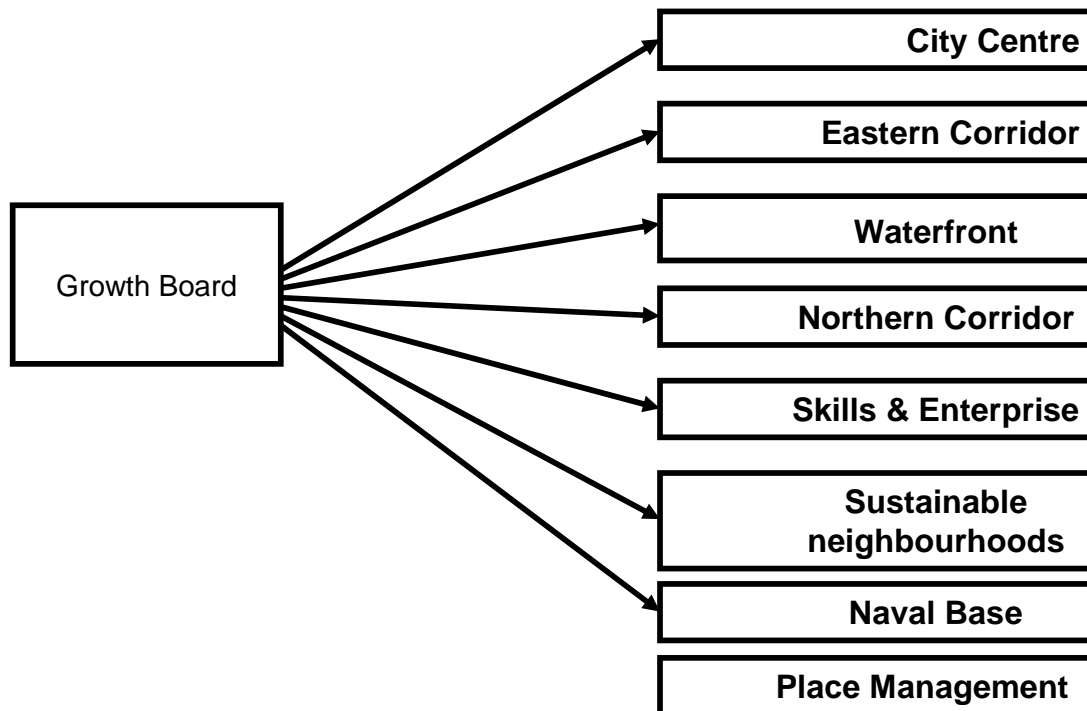 City Centre
Eastern Corridor
Waterfront
Growth Board
Northern Corridor
Skills & Enterprise
Sustainable
neighbourhoods
Naval Base
Place Management